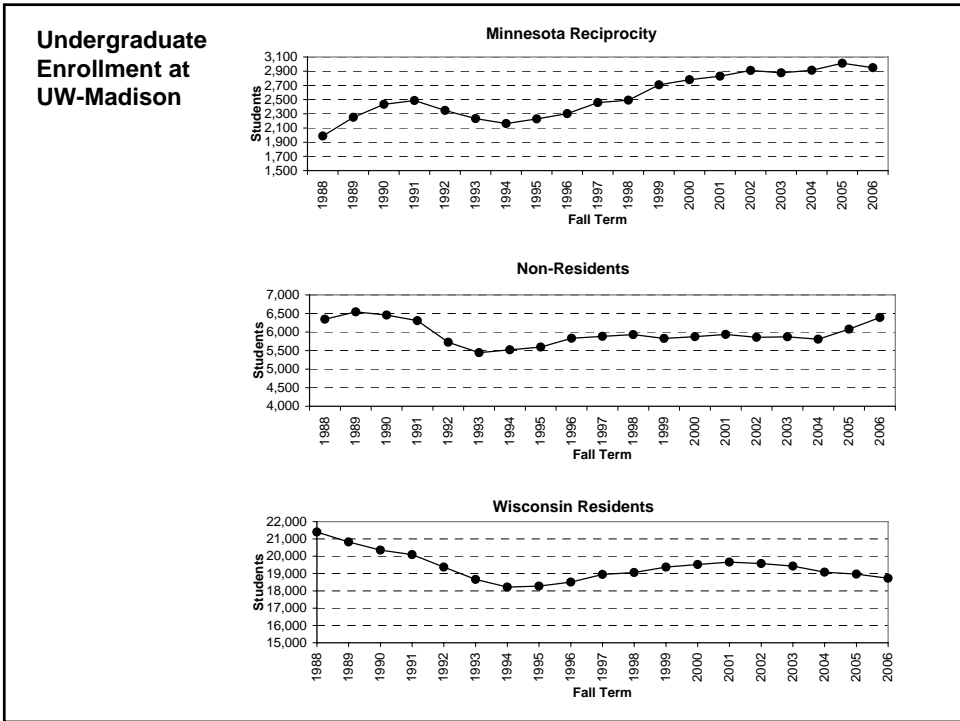 Undergraduate
Enrollment at
UW-Madison
Minnesota Reciprocity
Students
3,100
2,900
2,700
2,500
2,300
2,100
1,900
1,700
1,500
1988 1989 1990 1991 1992 1993 1994 1995 1996 1997 1998 1999 2000 2001 2002 2003 2004 2005 2006
Fall Term
Non-Residents
Students
7,000
6,500
6,000
5,500
5,000
4,500
4,000
1988 1989 1990 1991 1992 1993 1994 1995 1996 1997 1998 1999 2000 2001 2002 2003 2004 2005 2006
Fall Term
Wisconsin Residents
Students
22,000
21,000
20,000
19,000
18,000
17,000
16,000
15,000
1988 1989 1990 1991 1992 1993 1994 1995 1996 1997 1998 1999 2000 2001 2002 2003 2004 2005 2006
Fall Term